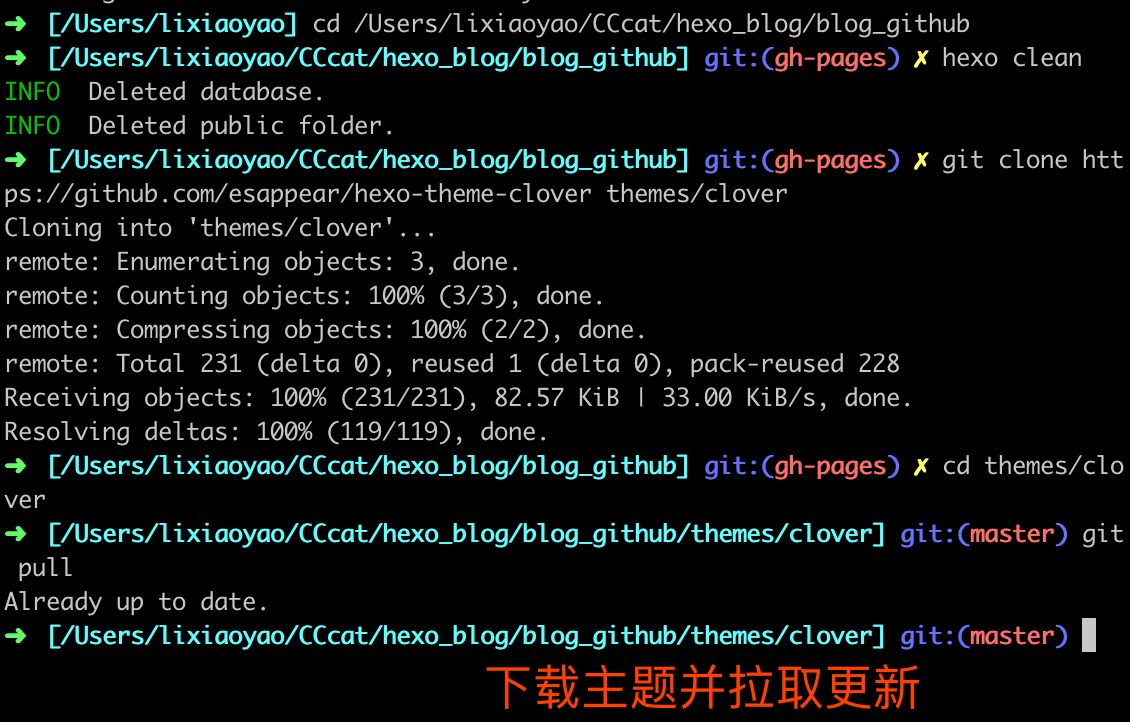 ➜  [/Users/lixiaoyao] cd /Users/lixiaoyao/CCcat/hexo_blog/blog_github
➜  [/Users/lixiaoyao/CCcat/hexo_blog/blog_github] git:(gh-pages) ✗ hexo clean
INFO  Deleted database.
INFO  Deleted public folder.
➜  [/Users/lixiaoyao/CCcat/hexo_blog/blog_github] git:(gh-pages) ✗ git clone htt
ps://github.com/esappear/hexo-theme-clover themes/clover
Cloning into 'themes/clover'...
remote: Enumerating objects: 3, done.
remote: Counting objects: 100% (3/3), done.
remote: Compressing objects: 100% (2/2), done.
remote: Total 231 (delta 0), reused 1 (delta 0), pack-reused 228
Receiving objects: 100% (231/231), 82.57 KiB | 33.00 KiB/s, done.
Resolving deltas: 100% (119/119), done.
➜  [/Users/lixiaoyao/CCcat/hexo_blog/blog_github] git:(gh-pages) ✗ cd themes/clo
ver
➜  [/Users/lixiaoyao/CCcat/hexo_blog/blog_github/themes/clover] git:(master) git
 pull
Already up to date.
➜  [/Users/lixiaoyao/CCcat/hexo_blog/blog_github/themes/clover] git:(master)
下载主题并拉取更新